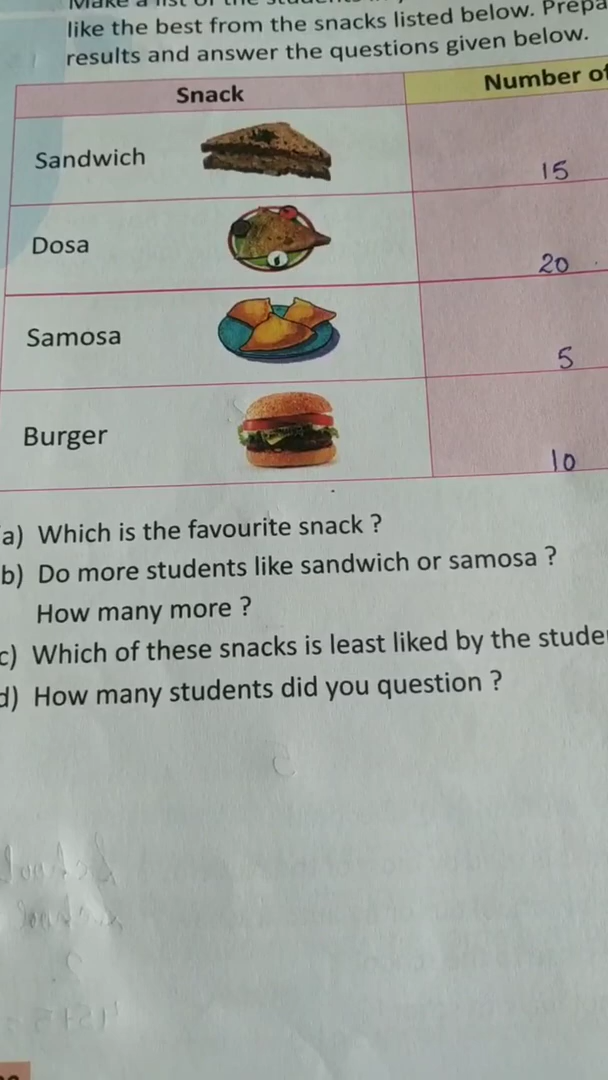 like the best from the snacks listed below. Prepa
results and answer the questions given below.
Snack Number of
Sandwich 15
Dosa 20
Samosa 5
Burger 10
a) Which is the favourite snack ?
b) Do more students like sandwich or samosa ?
How many more ?
c) Which of these snacks is least liked by the stude
d) How many students did you question ?